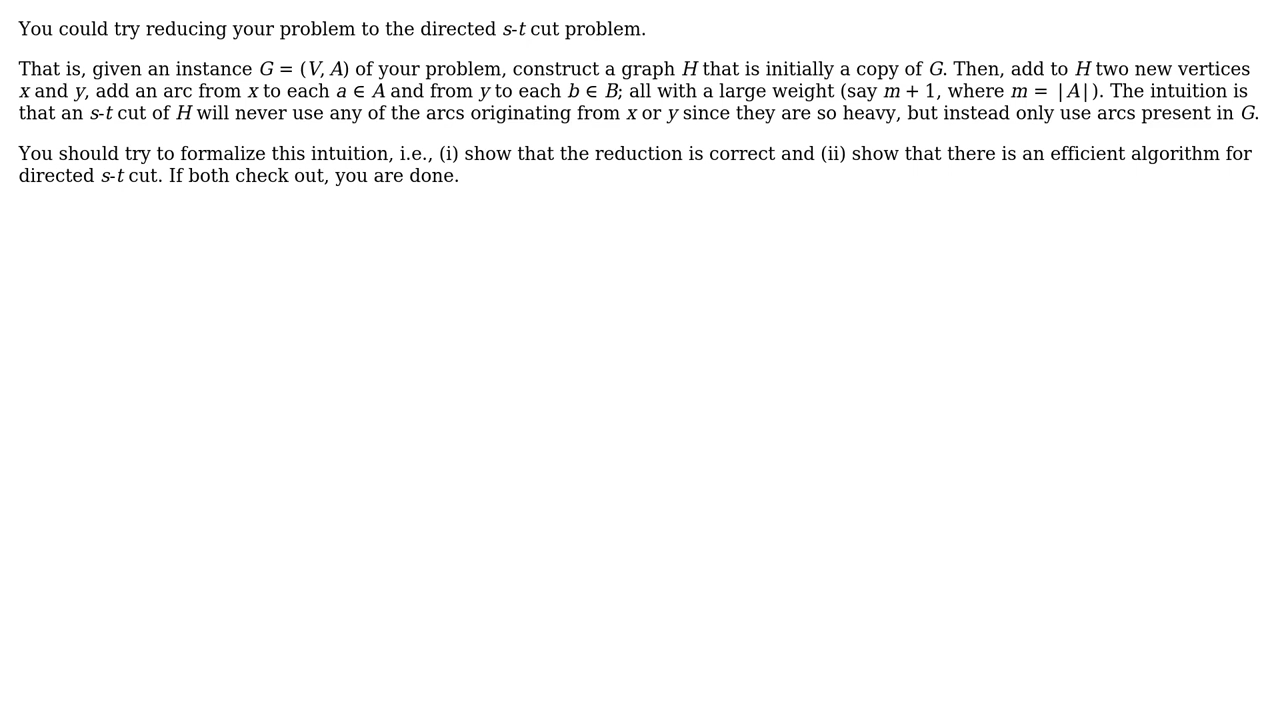 You could try reducing your problem to the directed s-t cut problem.
That is, given an instance G = (V, A) of your problem, construct a graph H that is initially a copy of G. Then, add to H two new vertices
x and y, add an arc from x to each a ∈ A and from y to each b ∈ B; all with a large weight (say m + 1, where m = |A|). The intuition is
that an s-t cut of H will never use any of the arcs originating from x or y since they are so heavy, but instead only use arcs present in G.
You should try to formalize this intuition, i.e., (i) show that the reduction is correct and (ii) show that there is an efficient algorithm for
directed s-t cut. If both check out, you are done.